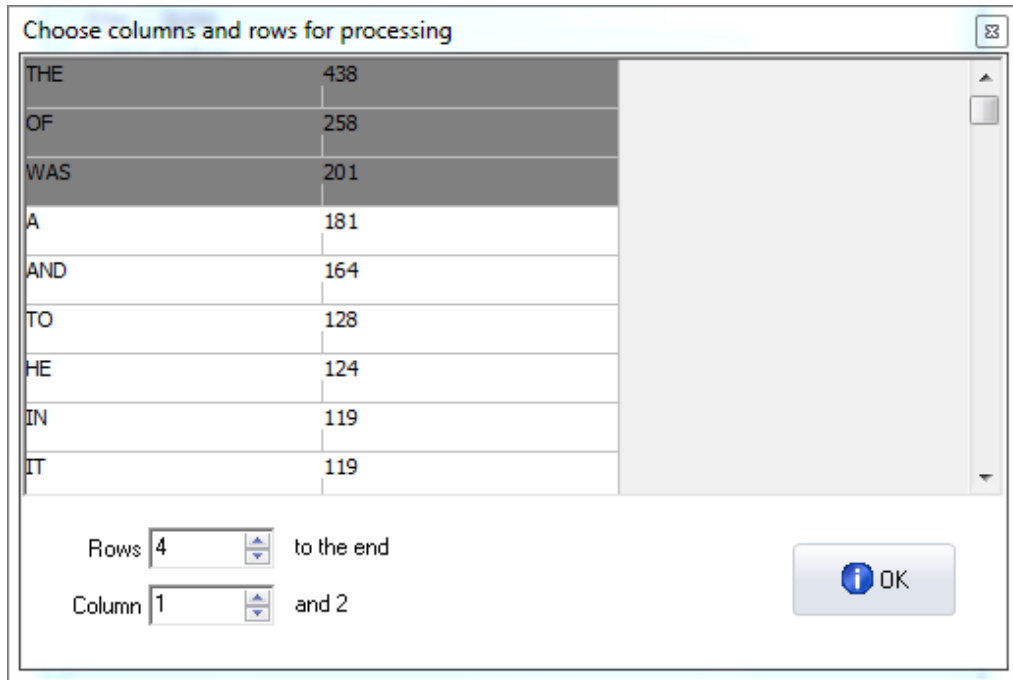 Choose columns and rows for processing
THE 438
OF 258
WAS 201
A 181
AND 164
TO 128
HE 124
IN 119
IT 119
Rows 4 to the end
Column 1 and 2
OK